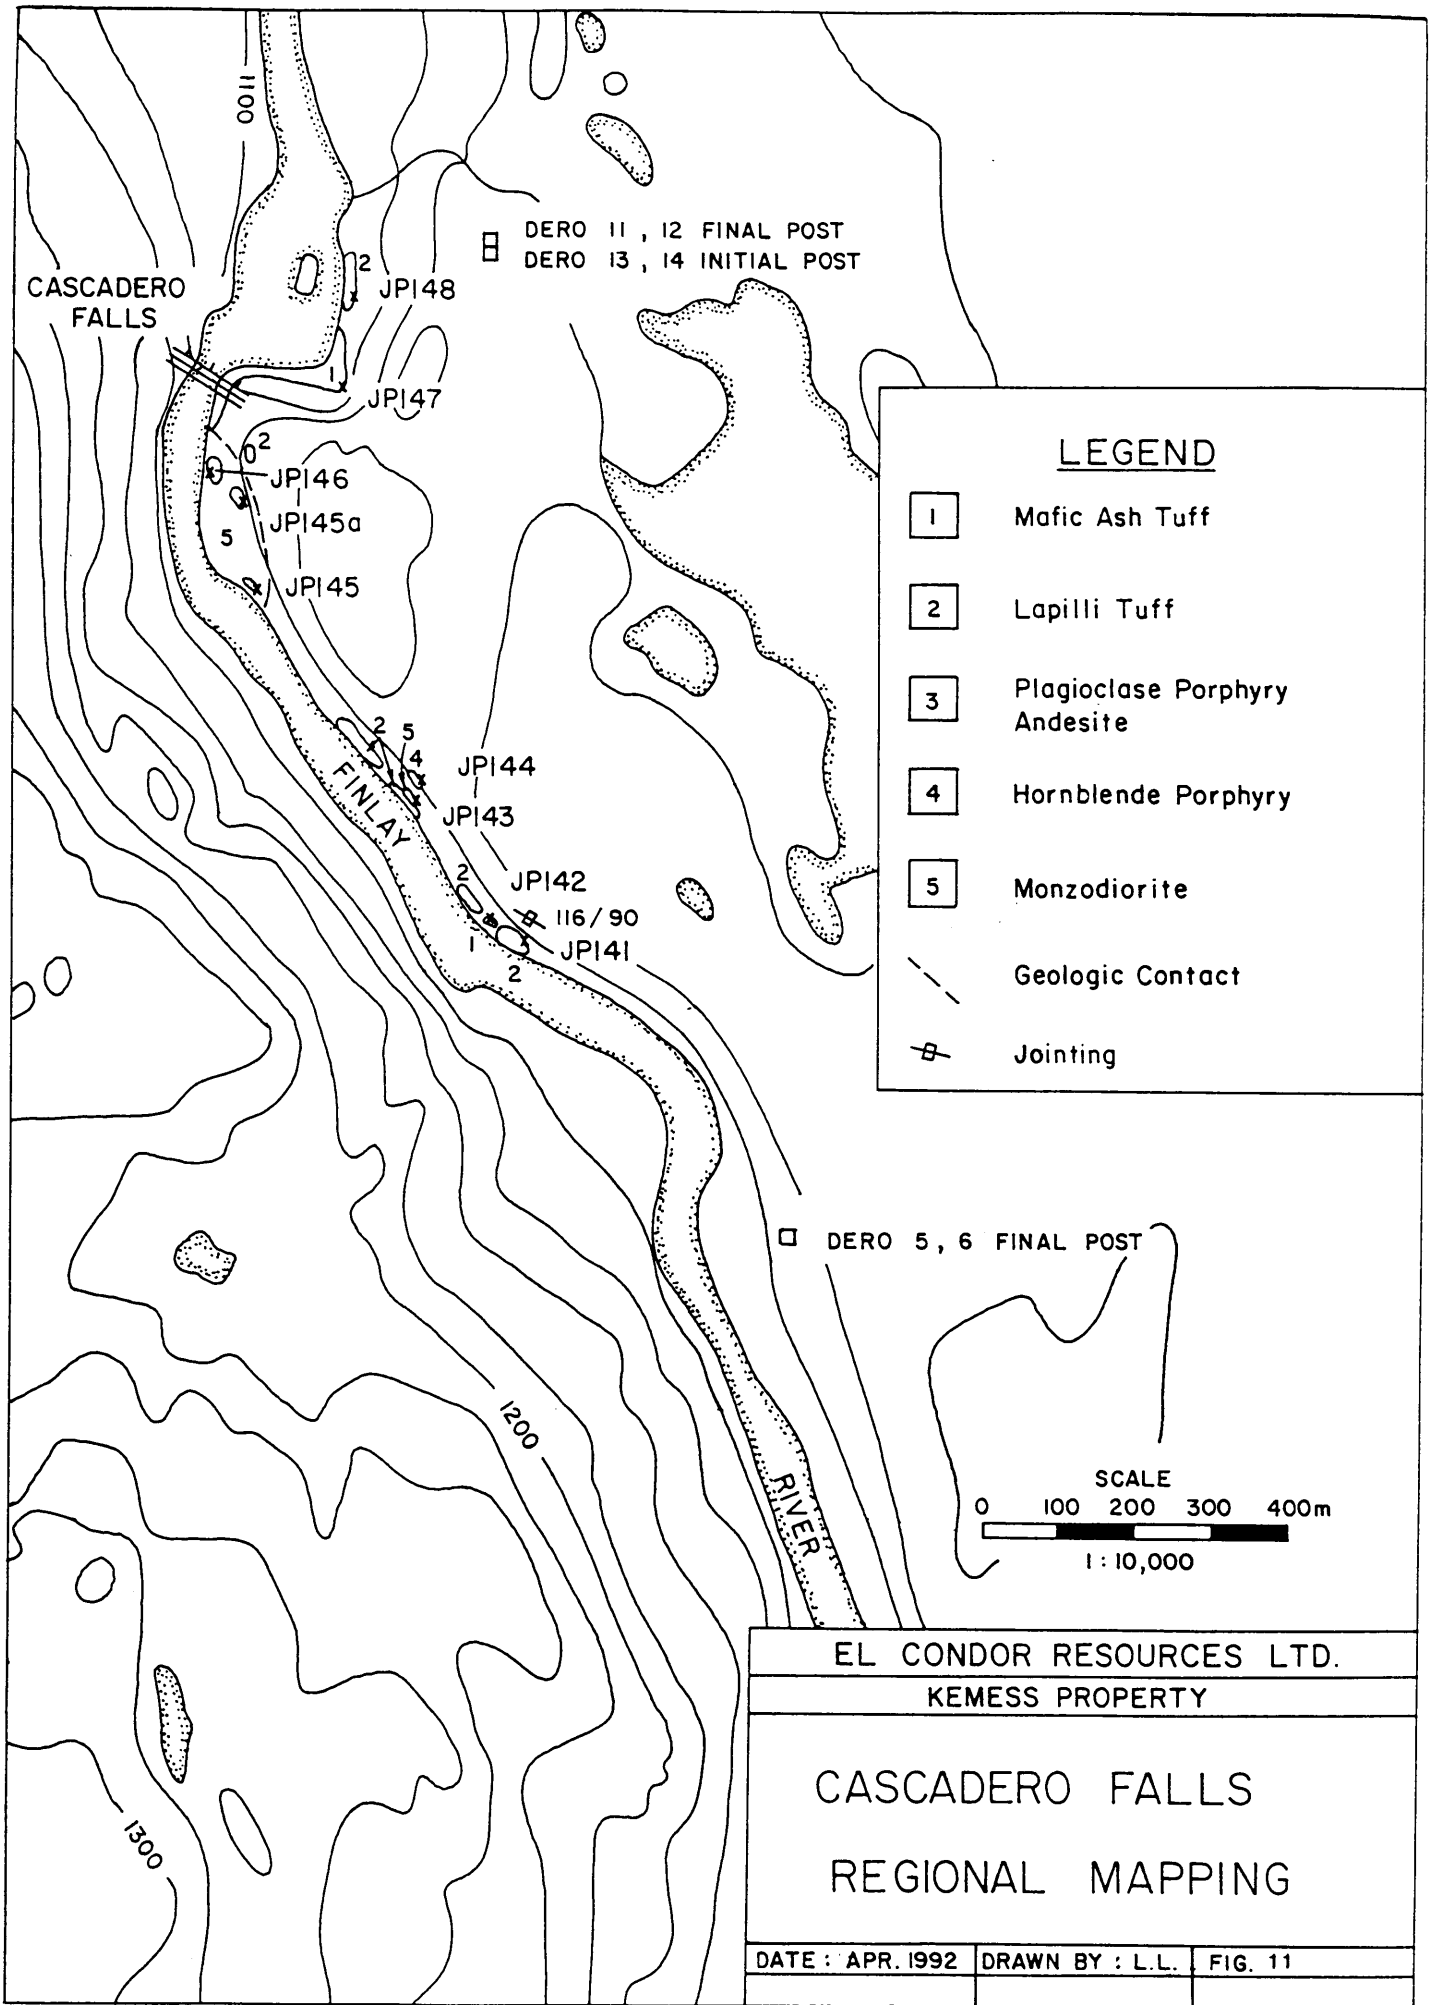 1100
DERO 11, 12 FINAL POST
DERO 13, 14 INITIAL POST
CASCADERO
FALLS
2
JP148
1
JP147
2
JP146
JP145a
5
JP145
2
5
4
JP144
FINLAY
JP143
2
JP142
116/90
1
JP141
2
LEGEND
1 Mafic Ash Tuff
2 Lapilli Tuff
3 Plagioclase Porphyry
Andesite
4 Hornblende Porphyry
5 Monzodiorite
Geologic Contact
Jointing
DERO 5, 6 FINAL POST
1200
RIVER
SCALE
0 100 200 300 400m
1:10,000
1300
EL CONDOR RESOURCES LTD.
KEMESS PROPERTY
CASCADERO FALLS
REGIONAL MAPPING
DATE: APR. 1992 DRAWN BY: L.L. FIG. 11